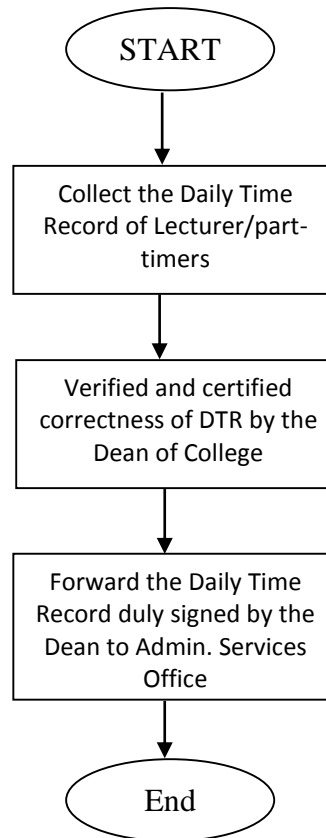 START
Collect the Daily Time
Record of Lecturer/part-
timers
Verified and certified
correctness of DTR by the
Dean of College
Forward the Daily Time
Record duly signed by the
Dean to Admin. Services
Office
End